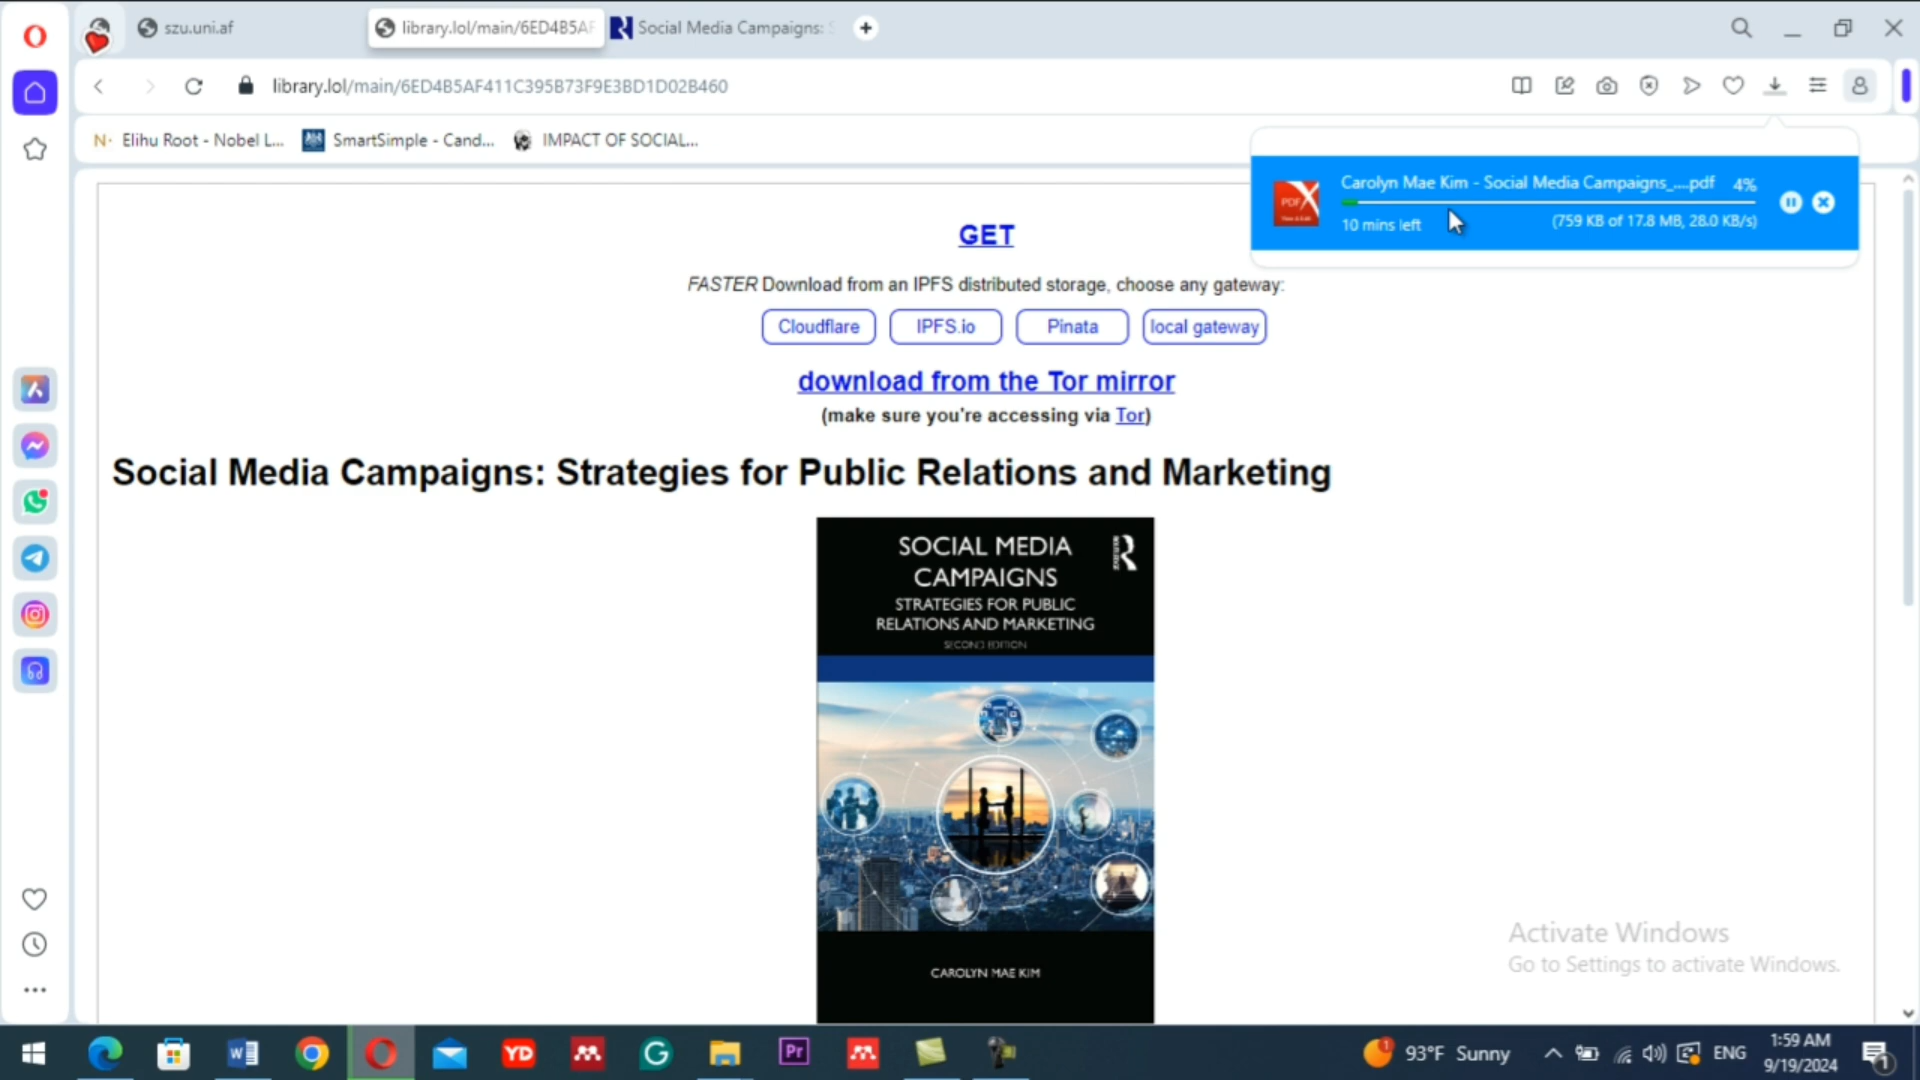 szu.uni.af
library.lol/main/6ED4B5AF
Social Media Campaigns: S
library.lol/main/6ED4B5AF411C395B73F9E3BD1D02B460
N· Elihu Root - Nobel L...
SmartSimple - Cand...
IMPACT OF SOCIAL...
Carolyn Mae Kim - Social Media Campaigns_....pdf 4%
10 mins left
(759 KB of 17.8 MB, 28.0 KB/s)
PDF X
GET
FASTER Download from an IPFS distributed storage, choose any gateway:
Cloudflare
IPFS.io
Pinata
local gateway
download from the Tor mirror
(make sure you're accessing via Tor)
Social Media Campaigns: Strategies for Public Relations and Marketing
SOCIAL MEDIA
CAMPAIGNS
STRATEGIES FOR PUBLIC
RELATIONS AND MARKETING
SECOND EDITION
CAROLYN MAE KIM
Activate Windows
Go to Settings to activate Windows.
YD
Pr
93°F Sunny
ENG
1:59 AM
9/19/2024
1